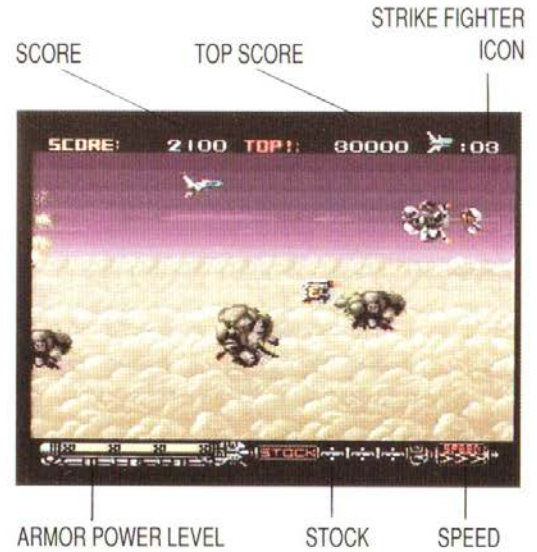 STRIKE FIGHTER
SCORE TOP SCORE ICON
SCORE: 2100 TOP!: 30000 :03
STOCK SPEED
ARMOR POWER LEVEL STOCK SPEED